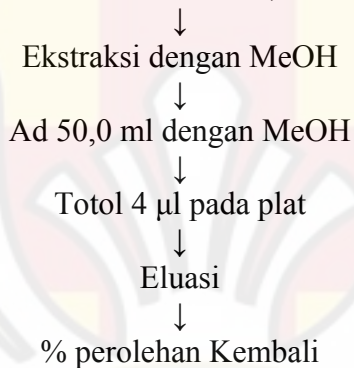 ↓
Ekstraksi dengan MeOH
↓
Ad 50,0 ml dengan MeOH
↓
Totol 4 µl pada plat
↓
Eluasi
↓
% perolehan Kembali